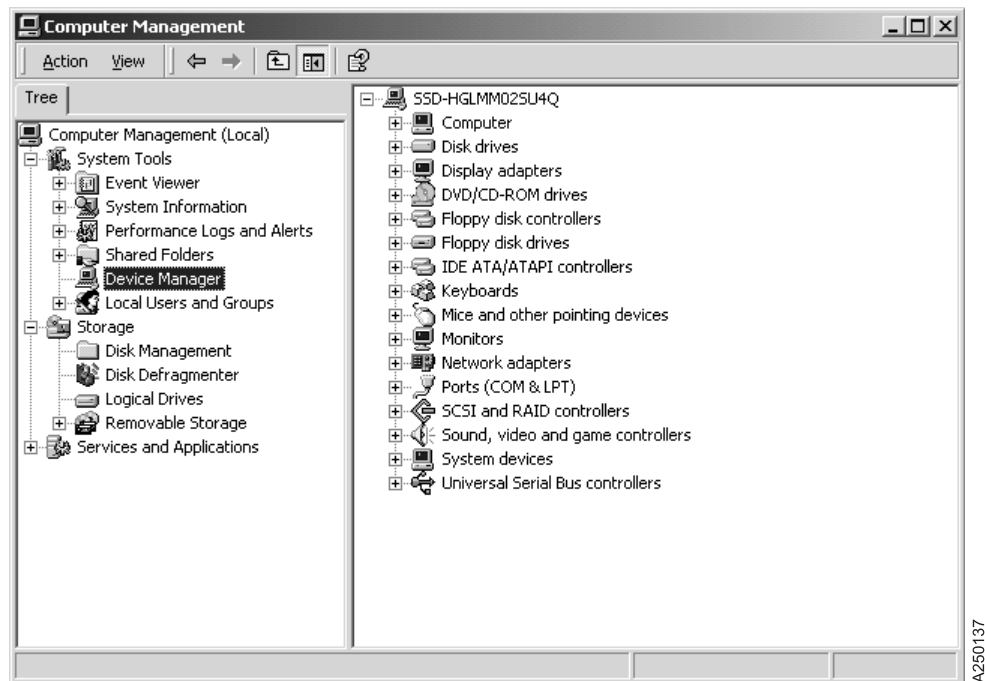 Computer Management
Action View
Tree
Computer Management (Local)
System Tools
Event Viewer
System Information
Performance Logs and Alerts
Shared Folders
Device Manager
Local Users and Groups
Storage
Disk Management
Disk Defragmenter
Logical Drives
Removable Storage
Services and Applications
SSD-HGLMM02SU4Q
Computer
Disk drives
Display adapters
DVD/CD-ROM drives
Floppy disk controllers
Floppy disk drives
IDE ATA/ATAPI controllers
Keyboards
Mice and other pointing devices
Monitors
Network adapters
Ports (COM & LPT)
SCSI and RAID controllers
Sound, video and game controllers
System devices
Universal Serial Bus controllers
A250137